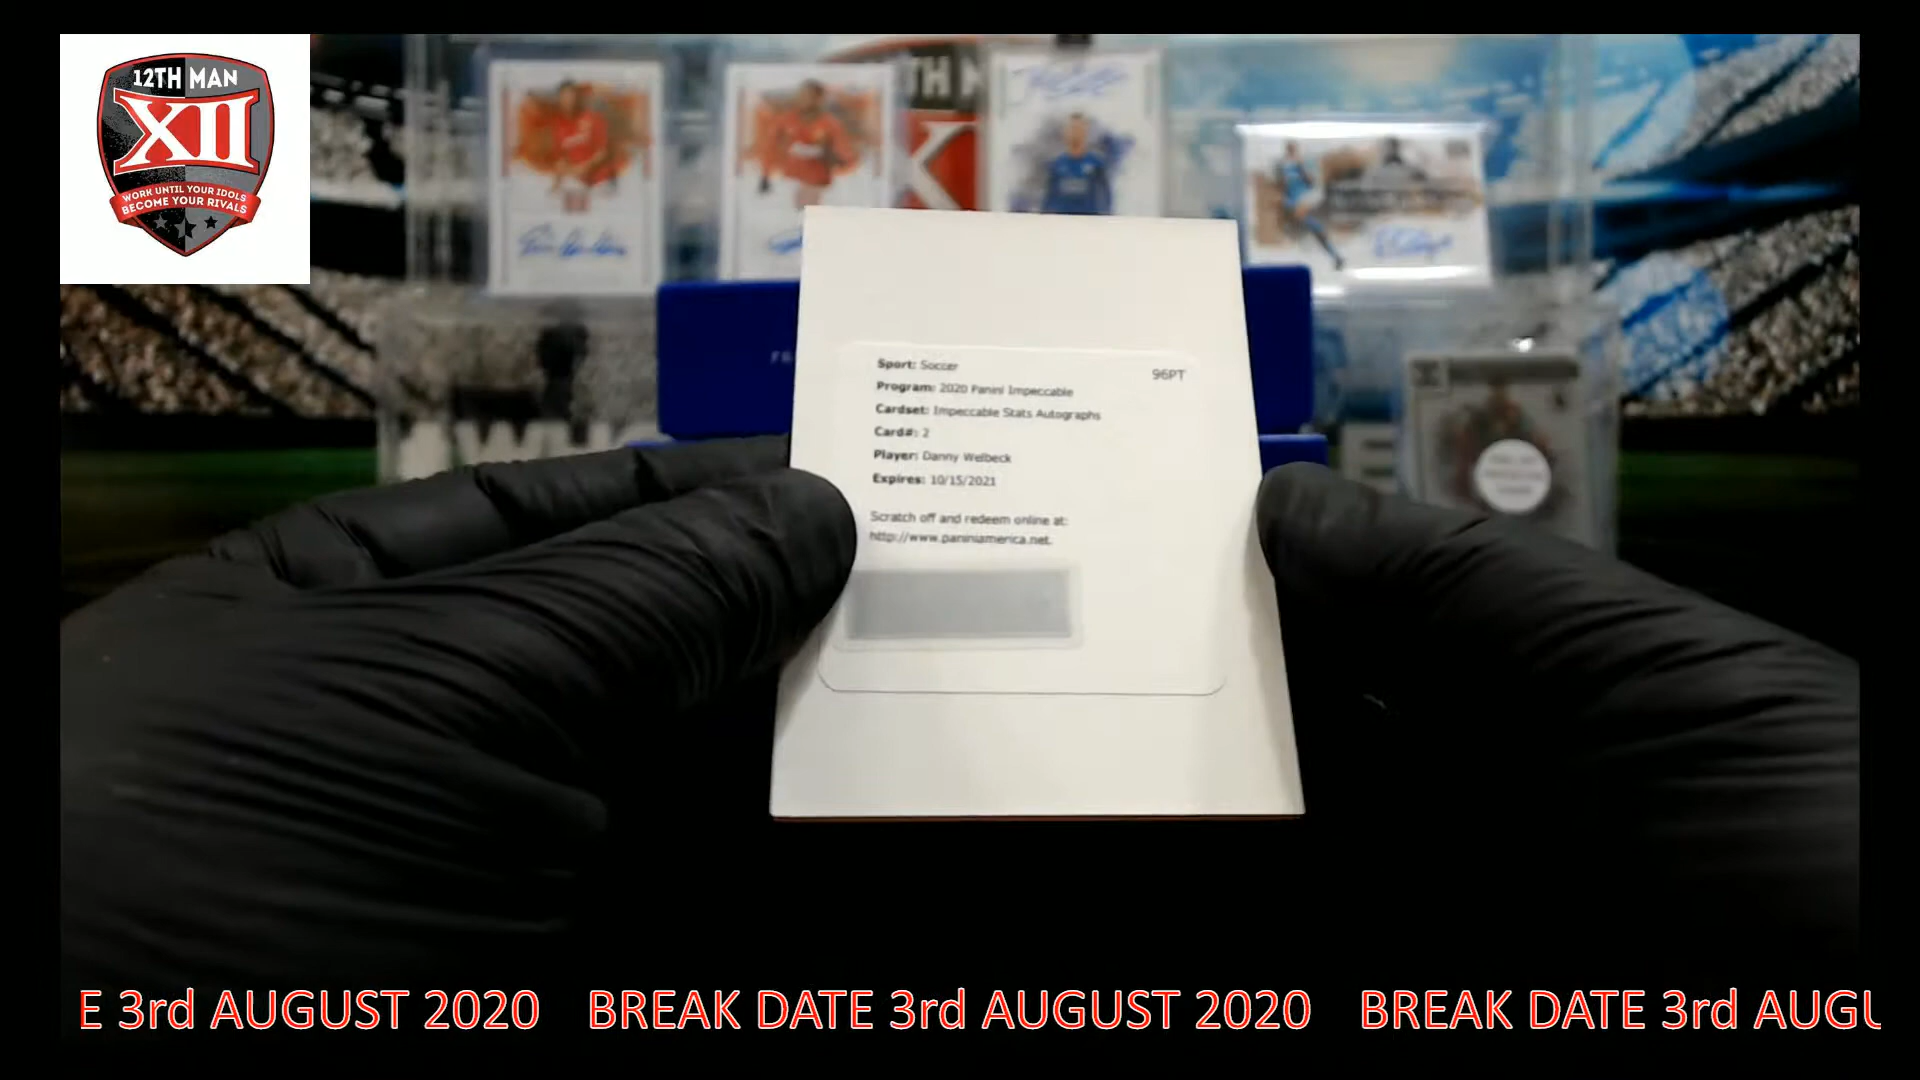 12TH MAN
XII
WORK UNTIL YOUR IDOLS
BECOME YOUR RIVALS
TH
Sport: Soccer
96PT
Program: 2020 Panini Impeccable
Cardset: Impeccable Stats Autographs
Card#: 2
Player: Danny Welbeck
Expires: 10/15/2021
Scratch off and redeem online at:
http://www.paniniamerica.net.
E 3rd AUGUST 2020 BREAK DATE 3rd AUGUST 2020 BREAK DATE 3rd AUGU